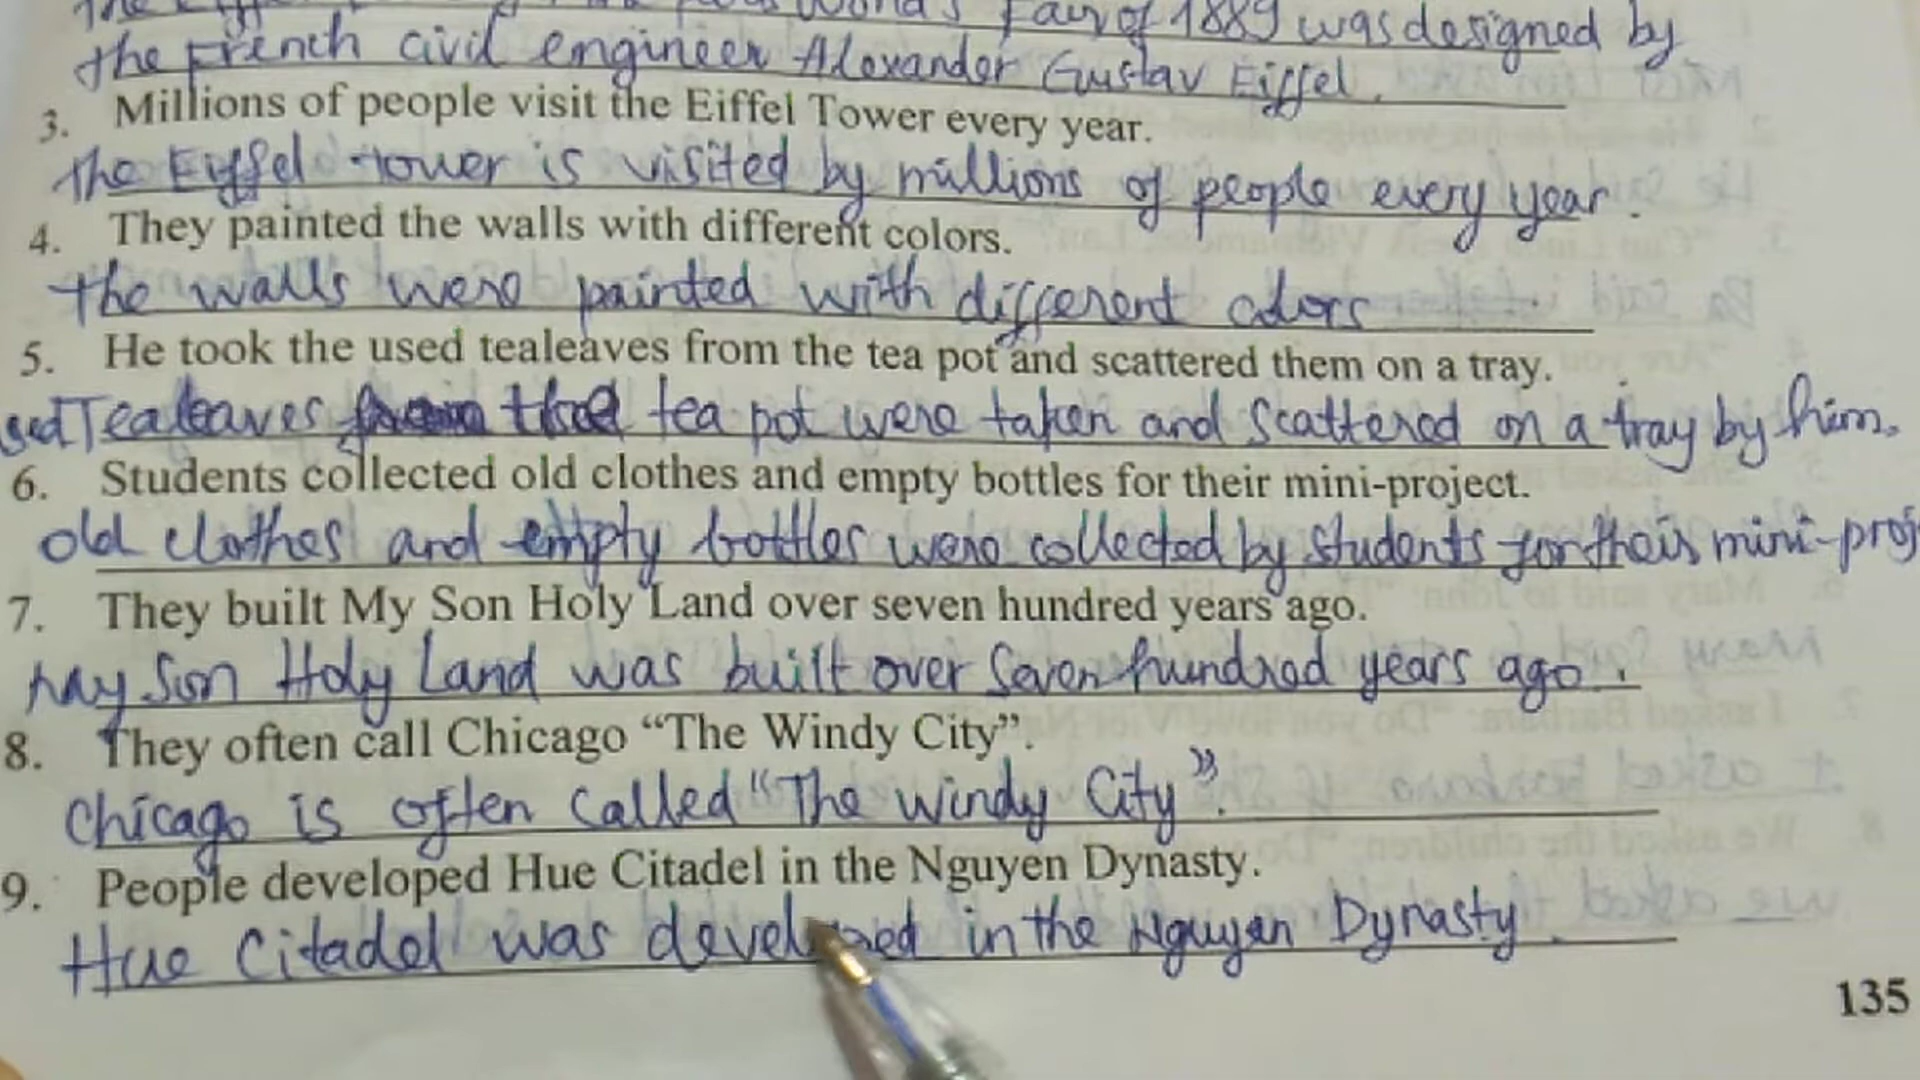 World's Fair of 1889 was designed by
the French civil engineer Alexander Gustav Eiffel.
3. Millions of people visit the Eiffel Tower every year.
The Eiffel tower is visited by millions of people every year.
4. They painted the walls with different colors.
the walls were painted with different colors
5. He took the used tealeaves from the tea pot and scattered them on a tray.
sed Tealeaves from the tea pot were taken and scattered on a tray by him.
6. Students collected old clothes and empty bottles for their mini-project.
old clothes and empty bottles were collected by students for their mini-proj
7. They built My Son Holy Land over seven hundred years ago.
My Son Holy Land was built over seven hundred years ago.
8. They often call Chicago “The Windy City”.
Chicago is often called “The Windy City”.
9. People developed Hue Citadel in the Nguyen Dynasty.
Hue Citadel was developed in the Nguyen Dynasty.
135